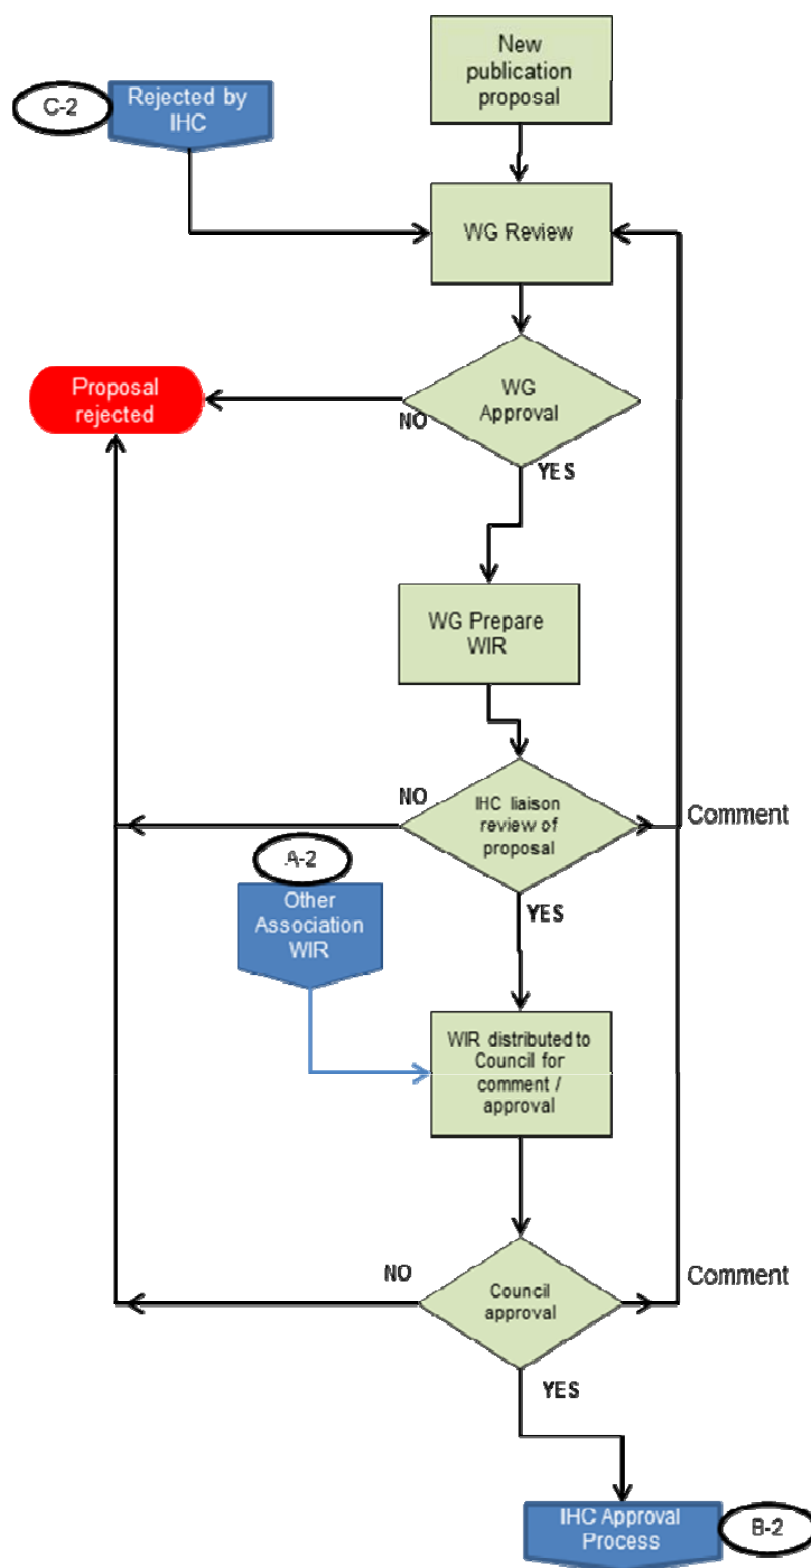 New
publication
proposal
C-2
Rejected by
IHC
WG Review
Proposal
rejected
WG
Approval
NO
YES
WG Prepare
WIR
NO
IHC liaison
review of
proposal
Comment
A-2
YES
Other
Association
WIR
WIR distributed to
Council for
comment /
approval
NO
Council
approval
Comment
YES
IHC Approval
Process
B-2